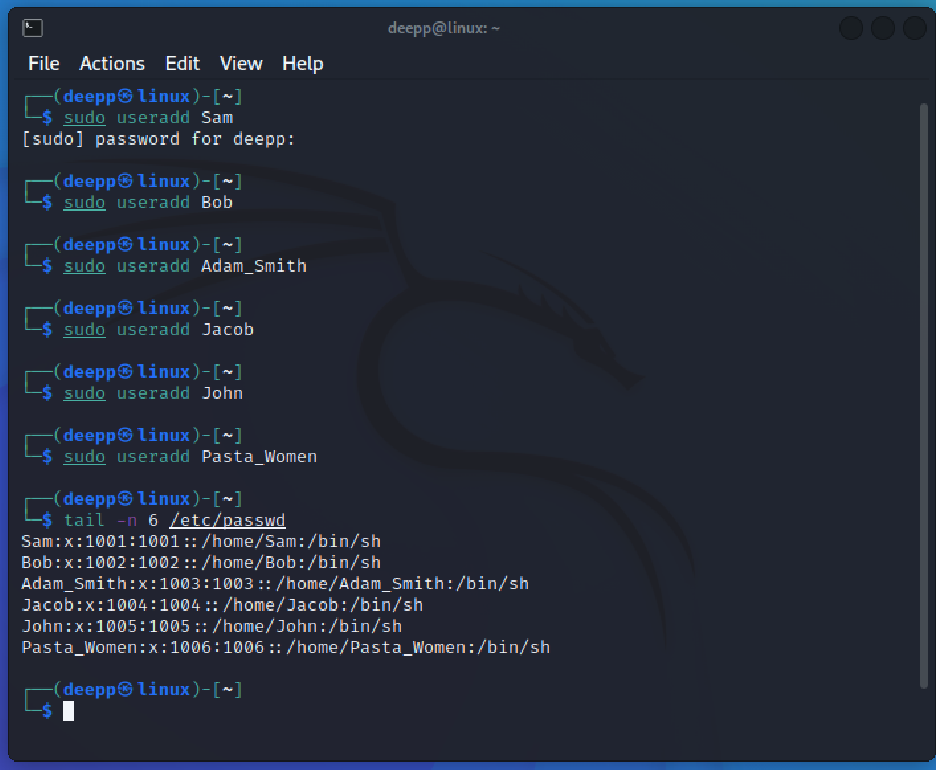 deepp@linux: ~
File Actions Edit View Help
┌──(deepp㉿linux)-[~]
└─$ sudo useradd Sam
[sudo] password for deepp:
┌──(deepp㉿linux)-[~]
└─$ sudo useradd Bob
┌──(deepp㉿linux)-[~]
└─$ sudo useradd Adam_Smith
┌──(deepp㉿linux)-[~]
└─$ sudo useradd Jacob
┌──(deepp㉿linux)-[~]
└─$ sudo useradd John
┌──(deepp㉿linux)-[~]
└─$ sudo useradd Pasta_Women
┌──(deepp㉿linux)-[~]
└─$ tail -n 6 /etc/passwd
Sam:x:1001:1001::/home/Sam:/bin/sh
Bob:x:1002:1002::/home/Bob:/bin/sh
Adam_Smith:x:1003:1003::/home/Adam_Smith:/bin/sh
Jacob:x:1004:1004::/home/Jacob:/bin/sh
John:x:1005:1005::/home/John:/bin/sh
Pasta_Women:x:1006:1006::/home/Pasta_Women:/bin/sh
┌──(deepp㉿linux)-[~]
└─$